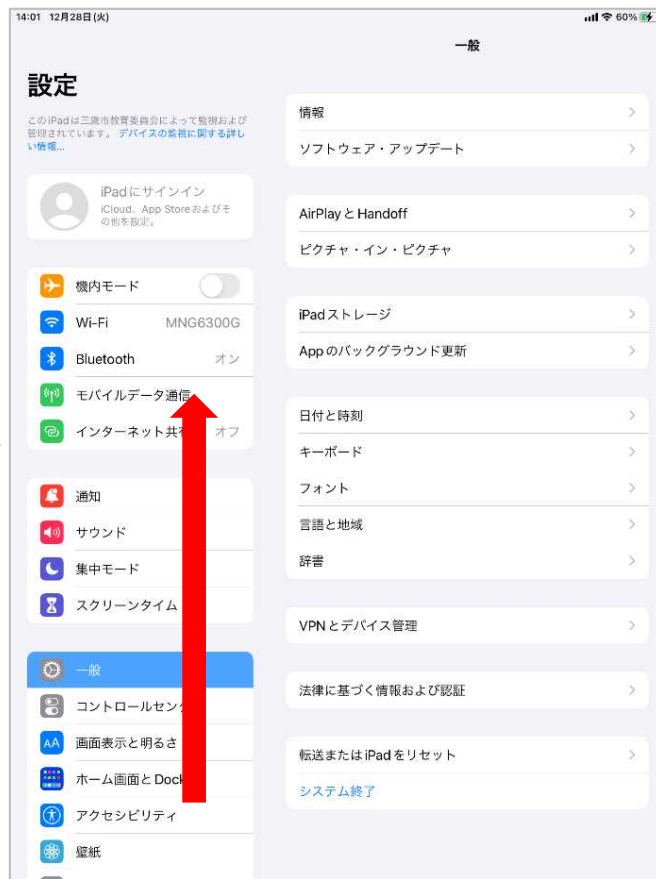 14:01 12月28日(火)
60%
一般
設定
このiPadは三鷹市教育委員会によって監視および
管理されています。デバイスの監視に関する詳し
い情報...
iPadにサインイン
iCloud、App Storeおよびそ
の他を設定。
機内モード
Wi-Fi MNG6300G
Bluetooth オン
モバイルデータ通信
インターネット共 オフ
通知
サウンド
集中モード
スクリーンタイム
一般
コントロールセン
画面表示と明るさ
ホーム画面とDock
アクセシビリティ
壁紙
情報
ソフトウェア・アップデート
AirPlayとHandoff
ピクチャ・イン・ピクチャ
iPadストレージ
Appのバックグラウンド更新
日付と時刻
キーボード
フォント
言語と地域
辞書
VPNとデバイス管理
法律に基づく情報および認証
転送またはiPadをリセット
システム終了